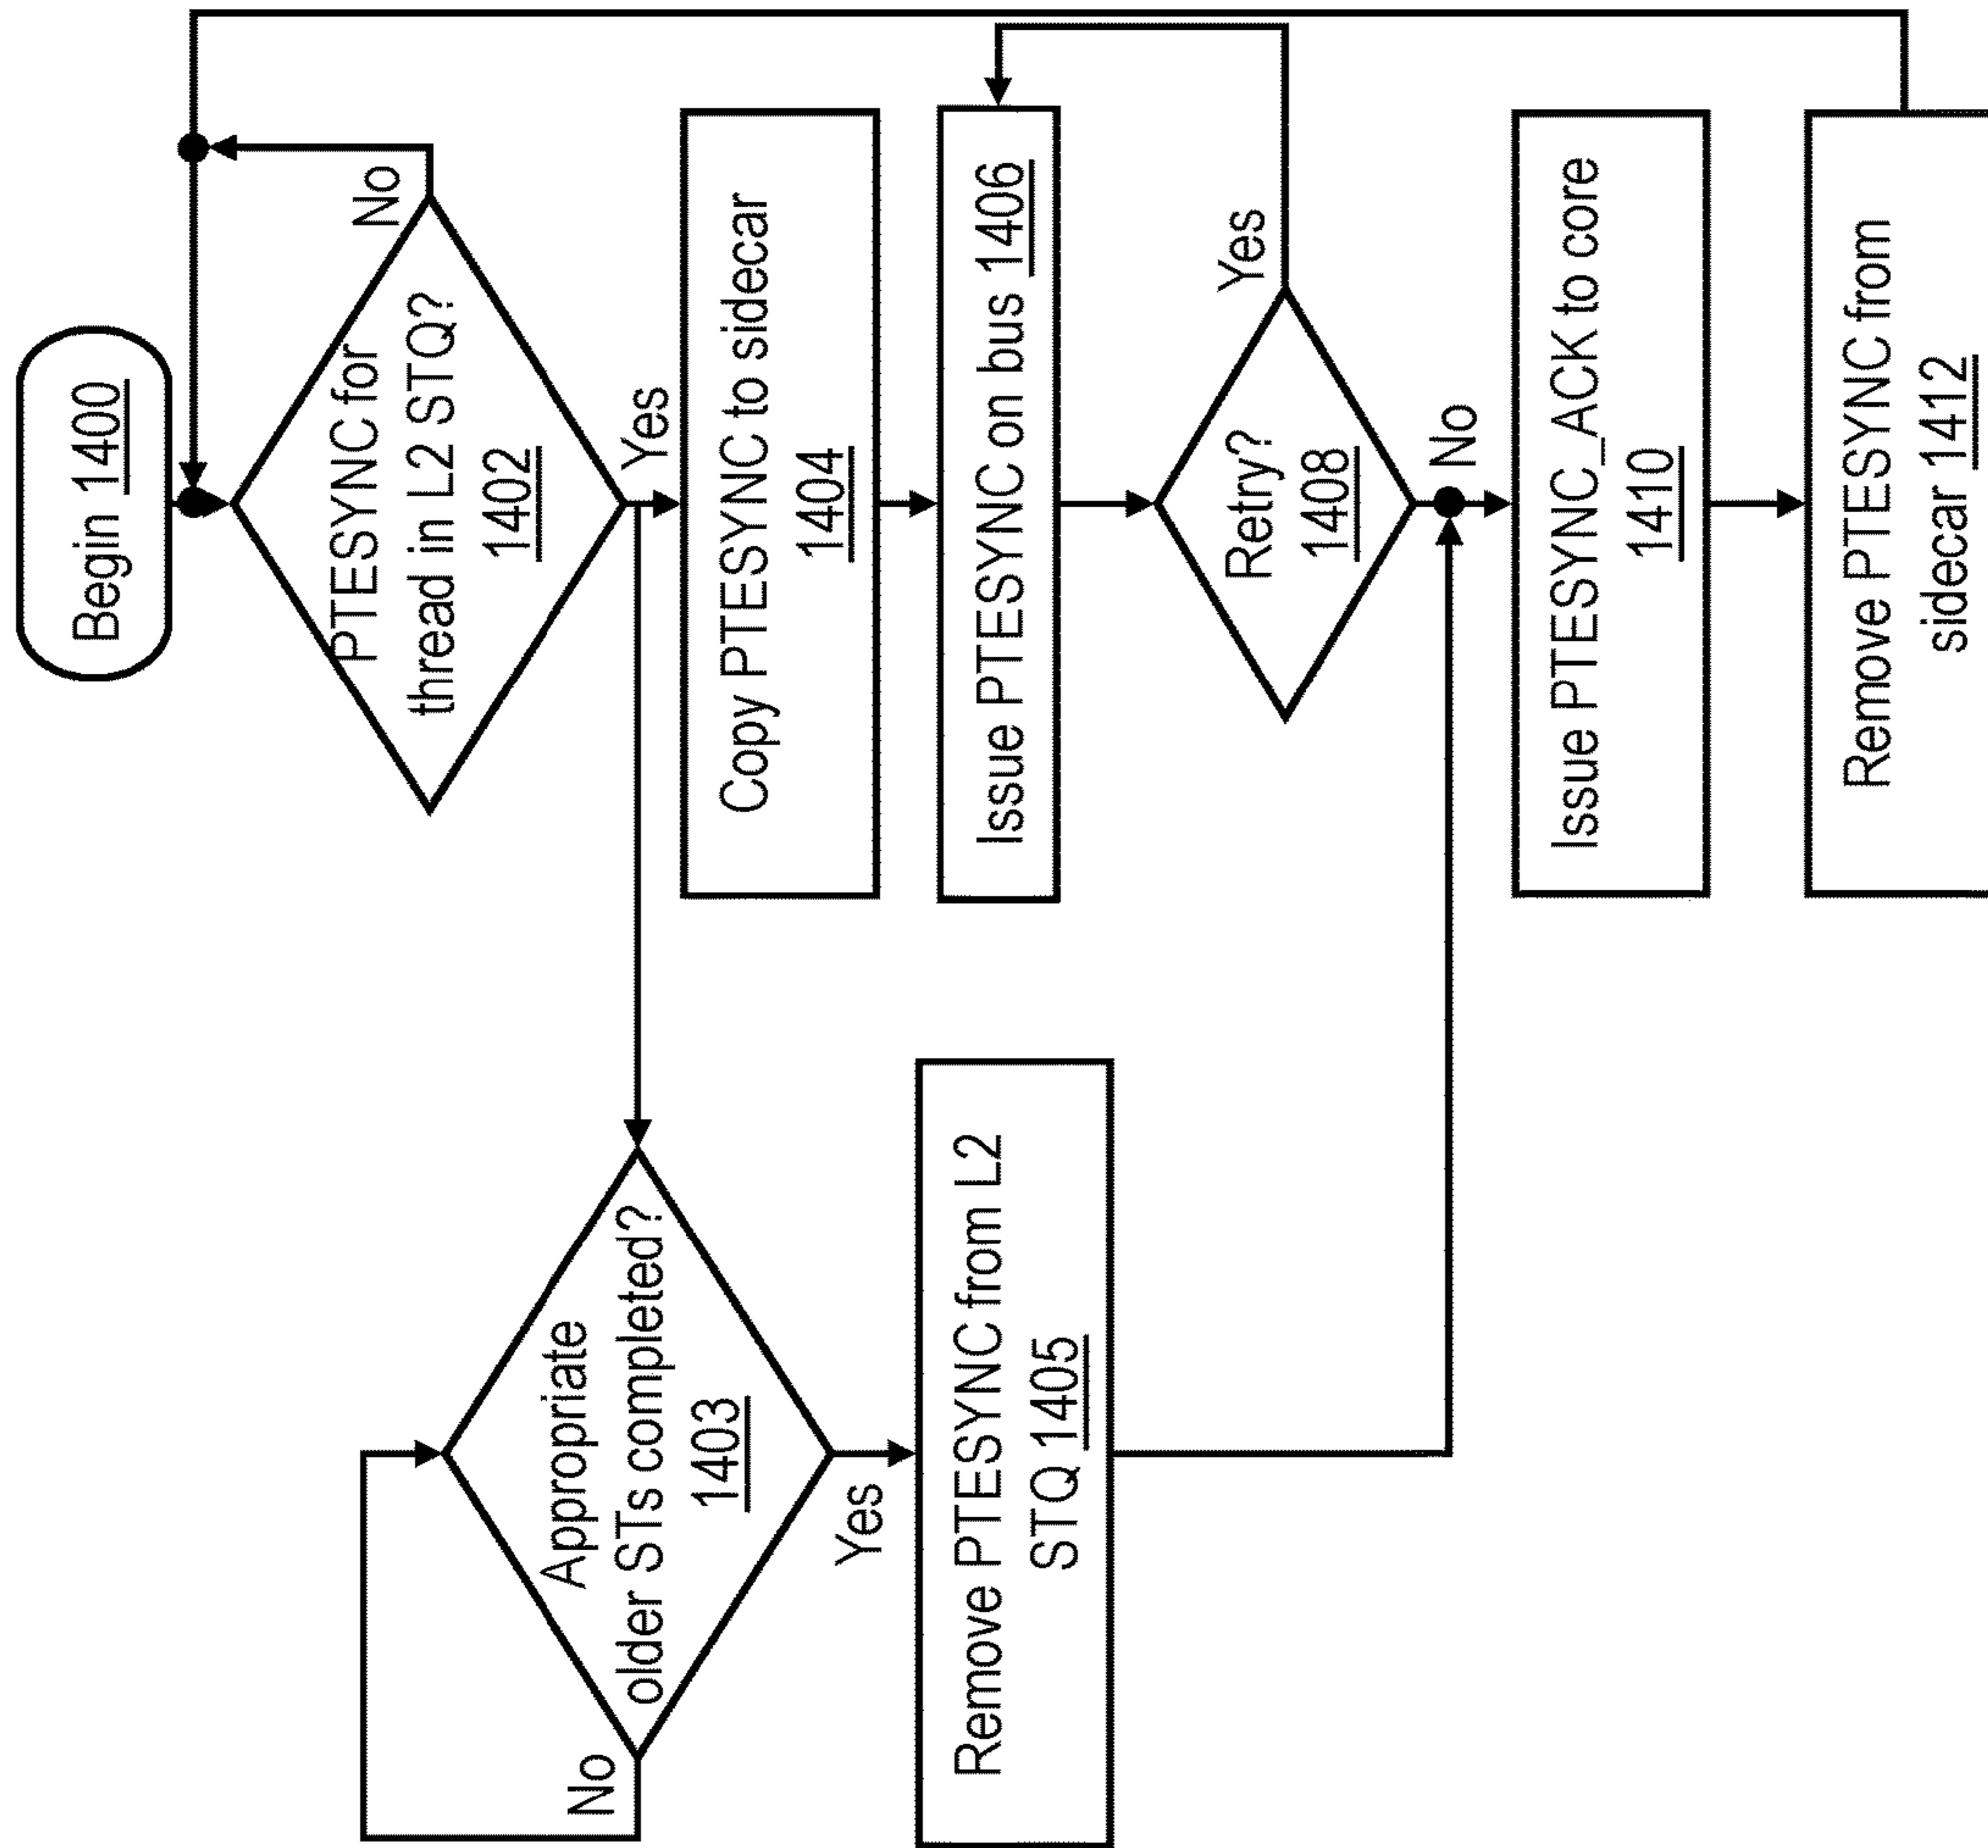 Begin 1400
PTESYNC for
thread in L2 STQ?
1402
No
Yes
Appropriate
older STs completed?
1403
No
Yes
Copy PTESYNC to sidecar
1404
Remove PTESYNC from L2
STQ 1405
Issue PTESYNC on bus 1406
Retry?
1408
Yes
No
Issue PTESYNC_ACK to core
1410
Remove PTESYNC from
sidecar 1412